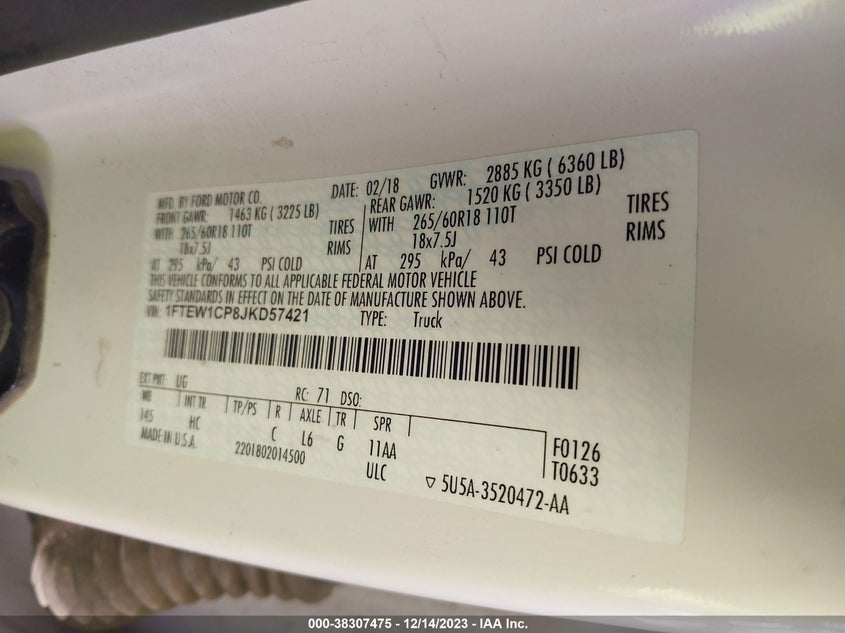 MFD. BY FORD MOTOR CO. DATE: 02/18 GVWR: 2885 KG ( 6360 LB)
FRONT GAWR: 1463 KG ( 3225 LB) REAR GAWR: 1520 KG ( 3350 LB)
WITH 265/60R18 110T TIRES WITH 265/60R18 110T TIRES
18x7.5J RIMS 18x7.5J RIMS
AT 295 kPa/ 43 PSI COLD AT 295 kPa/ 43 PSI COLD
THIS VEHICLE CONFORMS TO ALL APPLICABLE FEDERAL MOTOR VEHICLE
SAFETY STANDARDS IN EFFECT ON THE DATE OF MANUFACTURE SHOWN ABOVE.
VIN: 1FTEW1CP8JKD57421 TYPE: Truck
EXT PNT: UG RC: 71 DSO:
WB INT TR TP/PS R AXLE TR SPR
145 HC C L6 G 11AA F0126
MADE IN U.S.A. 2201802014500 ULC T0633
▽ 5U5A-3520472-AA
000-38307475 - 12/14/2023 - IAA Inc.